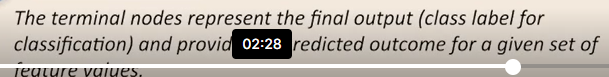 The terminal nodes represent the final output (class label for
classification) and provid 02:28 redicted outcome for a given set of
feature values.